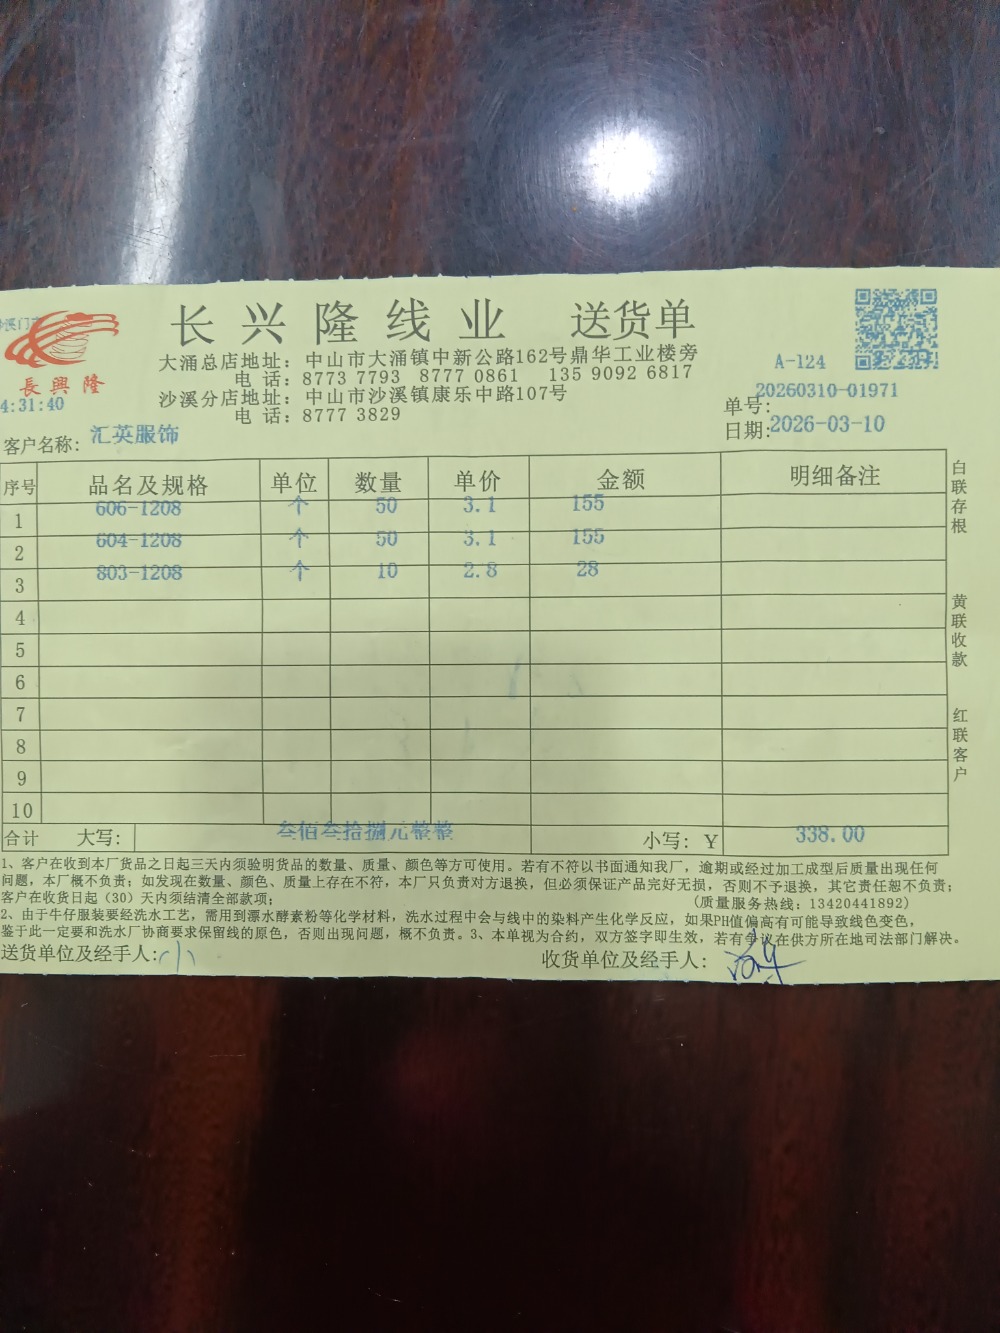 长兴隆线业 送货单
大涌总店地址：中山市大涌镇中新公路162号鼎华工业楼旁
电 话：8773 7793 8777 0861 135 9092 6817
沙溪分店地址：中山市沙溪镇康乐中路107号
电 话：8777 3829
長興隆
4:31:40
A-124
单号：20260310-01971
日期：2026-03-10
客户名称：汇英服饰
序号 品名及规格 单位 数量 单价 金额 明细备注
1 606-1208 个 50 3.1 155
2 604-1208 个 50 3.1 155
3 803-1208 个 10 2.8 28
4
5
6
7
8
9
10
合计 大写：叁佰叁拾捌元整整 小写：Y 338.00
白联存根
黄联收款
红联客户
1、客户在收到本厂货品之日起三天内须验明货品的数量、质量、颜色等方可使用。若有不符以书面通知我厂，逾期或经过加工成型后质量出现任何
问题，本厂概不负责；如发现在数量、颜色、质量上存在不符，本厂只负责对方退换，但必须保证产品完好无损，否则不予退换，其它责任恕不负责；
客户在收货日起（30）天内须结清全部款项；（质量服务热线：13420441892）
2、由于牛仔服装要经洗水工艺，需用到漂水酵素粉等化学材料，洗水过程中会与线中的染料产生化学反应，如果PH值偏高有可能导致线色变色，
鉴于此一定要和洗水厂协商要求保留线的原色，否则出现问题，概不负责。3、本单视为合约，双方签字即生效，若有争议在供方所在地司法部门解决。
送货单位及经手人： 收货单位及经手人：